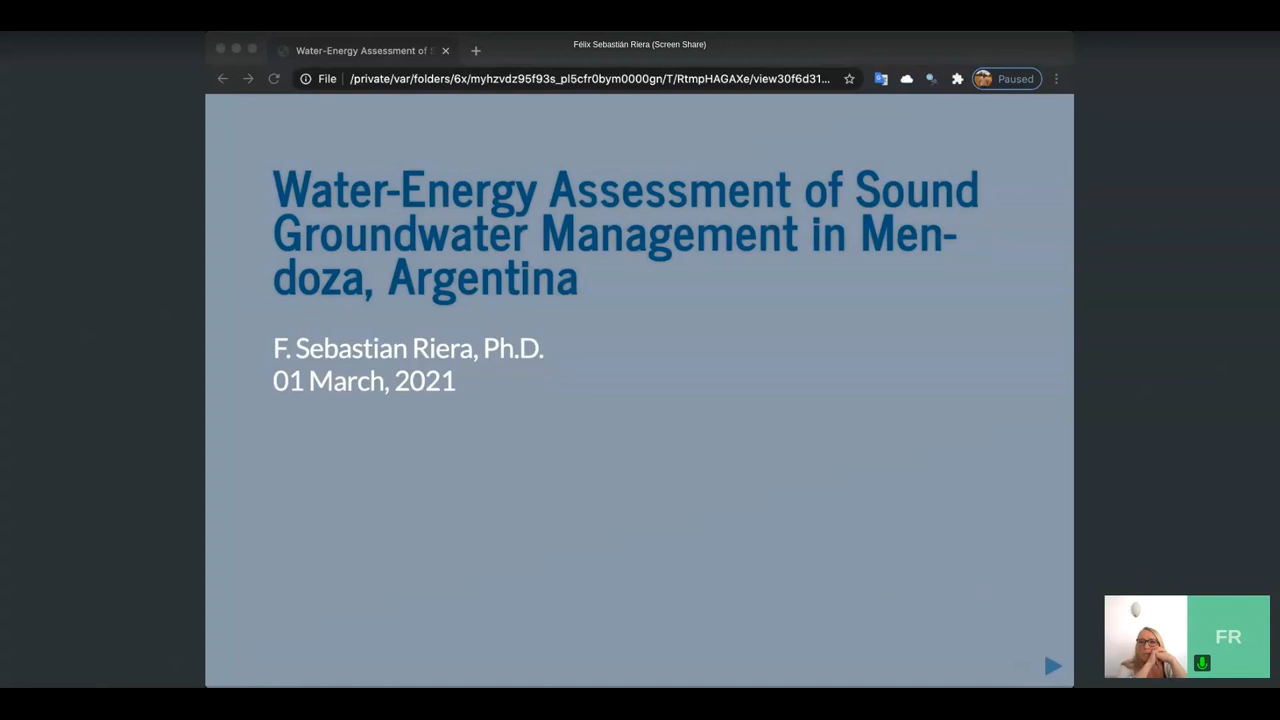 Félix Sebastián Riera (Screen Share)
Water-Energy Assessment of S
File /private/var/folders/6x/myhzvdz95f93s_pl5cfr0bym0000gn/T/RtmpHAGAXe/view30f6d31... Paused
Water-Energy Assessment of Sound
Groundwater Management in Men-
doza, Argentina
F. Sebastian Riera, Ph.D.
01 March, 2021
FR